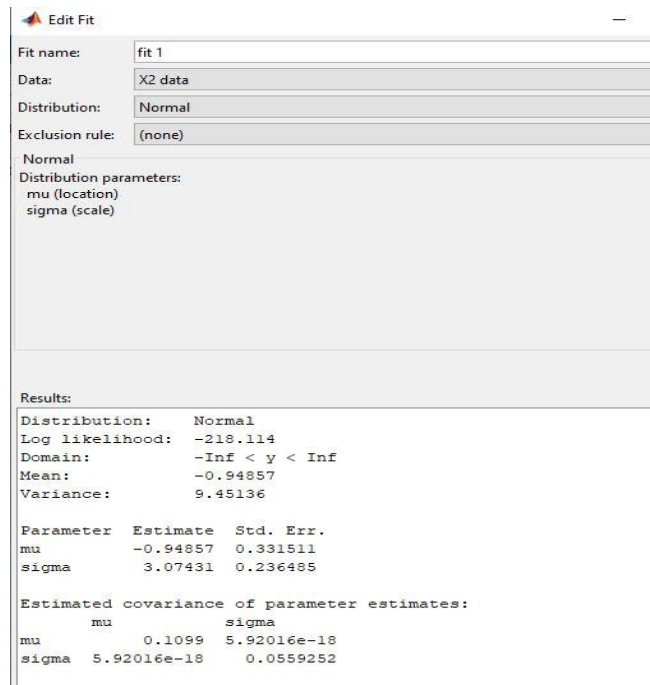 Edit Fit
Fit name: fit 1
Data: X2 data
Distribution: Normal
Exclusion rule: (none)
Normal
Distribution parameters:
mu (location)
sigma (scale)
Results:
Distribution: Normal
Log likelihood: -218.114
Domain: -Inf < y < Inf
Mean: -0.94857
Variance: 9.45136
Parameter Estimate Std. Err.
mu -0.94857 0.331511
sigma 3.07431 0.236485
Estimated covariance of parameter estimates:
mu sigma
mu 0.1099 5.92016e-18
sigma 5.92016e-18 0.0559252